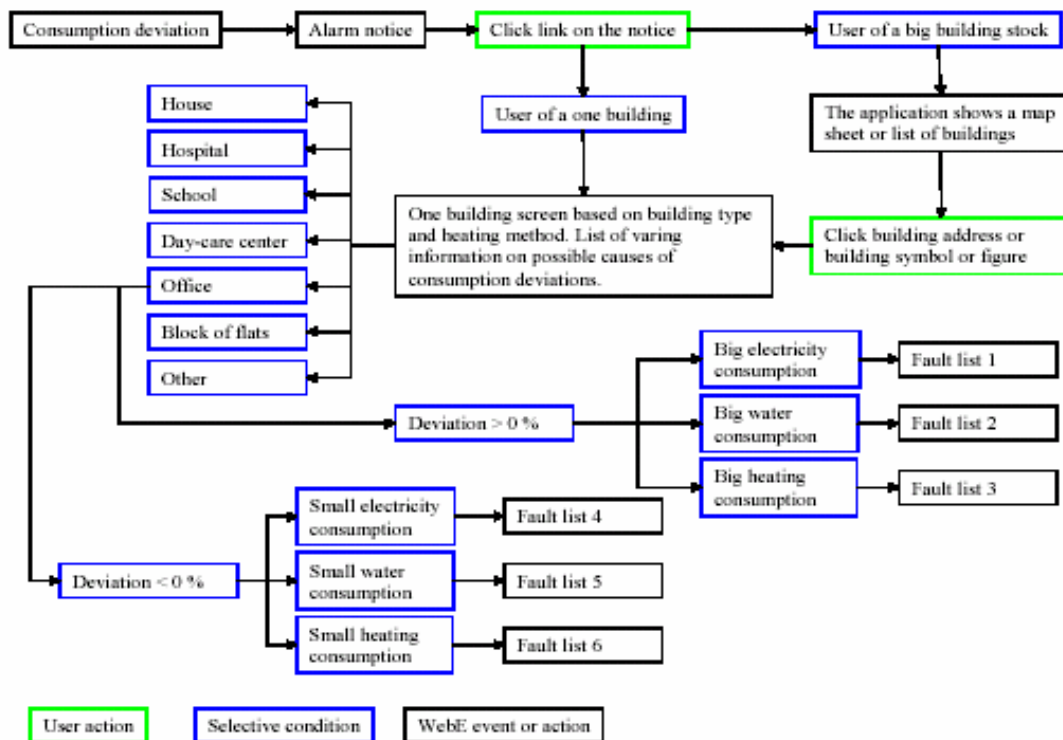 Consumption deviation
Alarm notice
Click link on the notice
User of a big building stock
House
User of a one building
The application shows a map
sheet or list of buildings
Hospital
School
One building screen based on building type
and heating method. List of varing
information on possible causes of
consumption deviations.
Click building address or
building symbol or figure
Day-care center
Office
Block of flats
Other
Big electricity
consumption
Fault list 1
Deviation > 0 %
Big water
consumption
Fault list 2
Big heating
consumption
Fault list 3
Small electricity
consumption
Fault list 4
Deviation < 0 %
Small water
consumption
Fault list 5
Small heating
consumption
Fault list 6
User action
Selective condition
WebE event or action